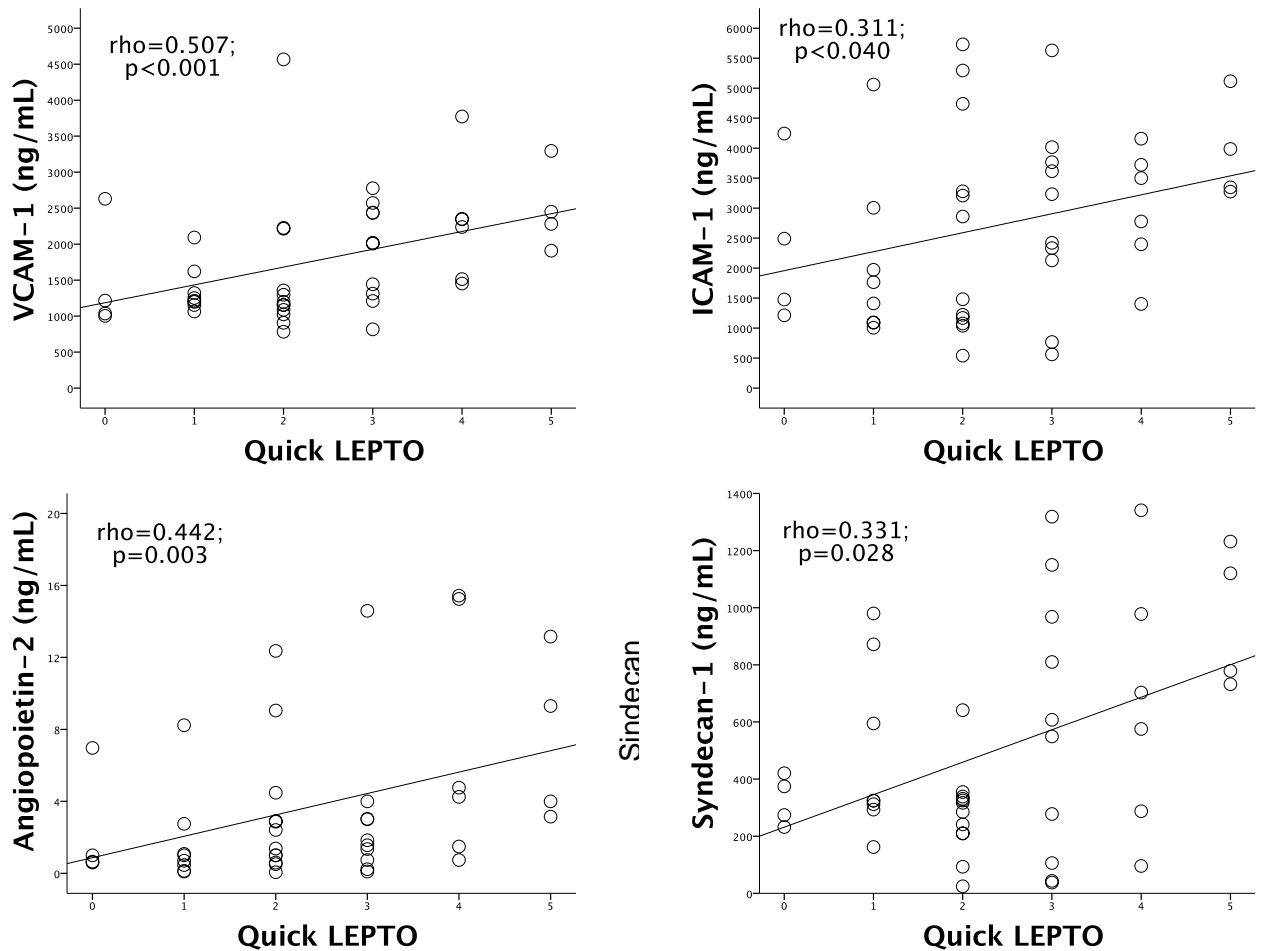 rho=0.507;
p<0.001
5000
4500
4000
3500
3000
2500
2000
1500
1000
500
0
VCAM-1 (ng/mL)
0 1 2 3 4 5
Quick LEPTO
rho=0.311;
p<0.040
6000
5500
5000
4500
4000
3500
3000
2500
2000
1500
1000
500
0
ICAM-1 (ng/mL)
0 1 2 3 4 5
Quick LEPTO
rho=0.442;
p=0.003
20
16
12
8
4
0
Angiopoietin-2 (ng/mL)
0 1 2 3 4 5
Quick LEPTO
Sindecan
rho=0.331;
p=0.028
1400
1200
1000
800
600
400
200
0
Syndecan-1 (ng/mL)
0 1 2 3 4 5
Quick LEPTO